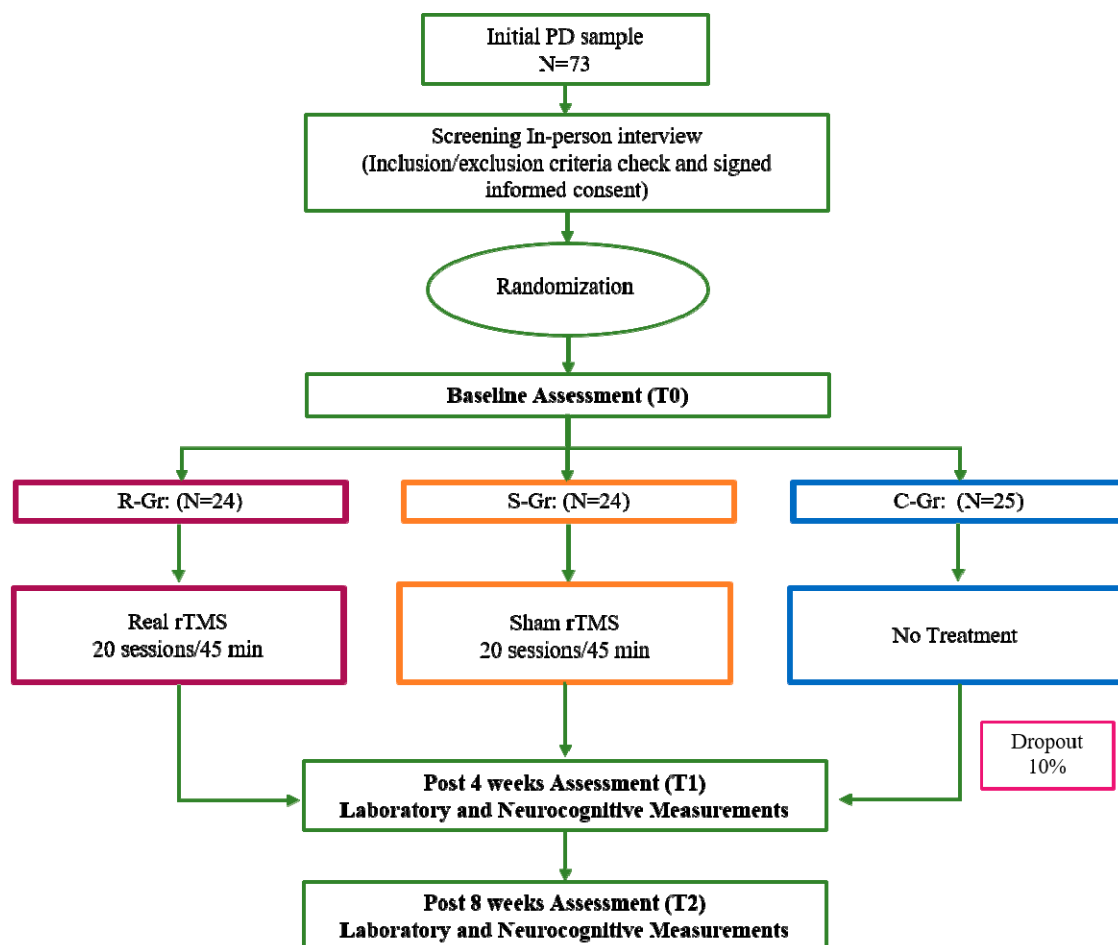 Initial PD sample
N=73
Screening In-person interview
(Inclusion/exclusion criteria check and signed
informed consent)
Randomization
Baseline Assessment (T0)
R-Gr: (N=24)
S-Gr: (N=24)
C-Gr: (N=25)
Real rTMS
20 sessions/45 min
Sham rTMS
20 sessions/45 min
No Treatment
Dropout
10%
Post 4 weeks Assessment (T1)
Laboratory and Neurocognitive Measurements
Post 8 weeks Assessment (T2)
Laboratory and Neurocognitive Measurements